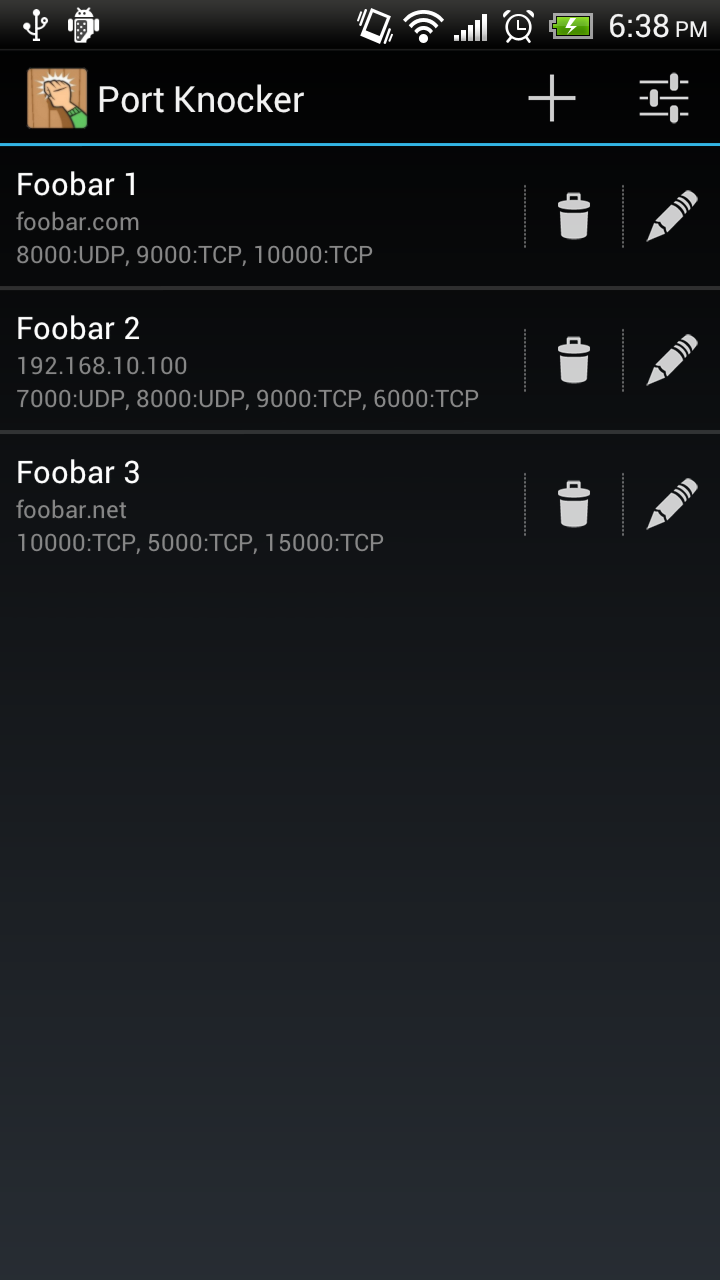 6:38 PM
Port Knocker
Foobar 1
foobar.com
8000:UDP, 9000:TCP, 10000:TCP
Foobar 2
192.168.10.100
7000:UDP, 8000:UDP, 9000:TCP, 6000:TCP
Foobar 3
foobar.net
10000:TCP, 5000:TCP, 15000:TCP